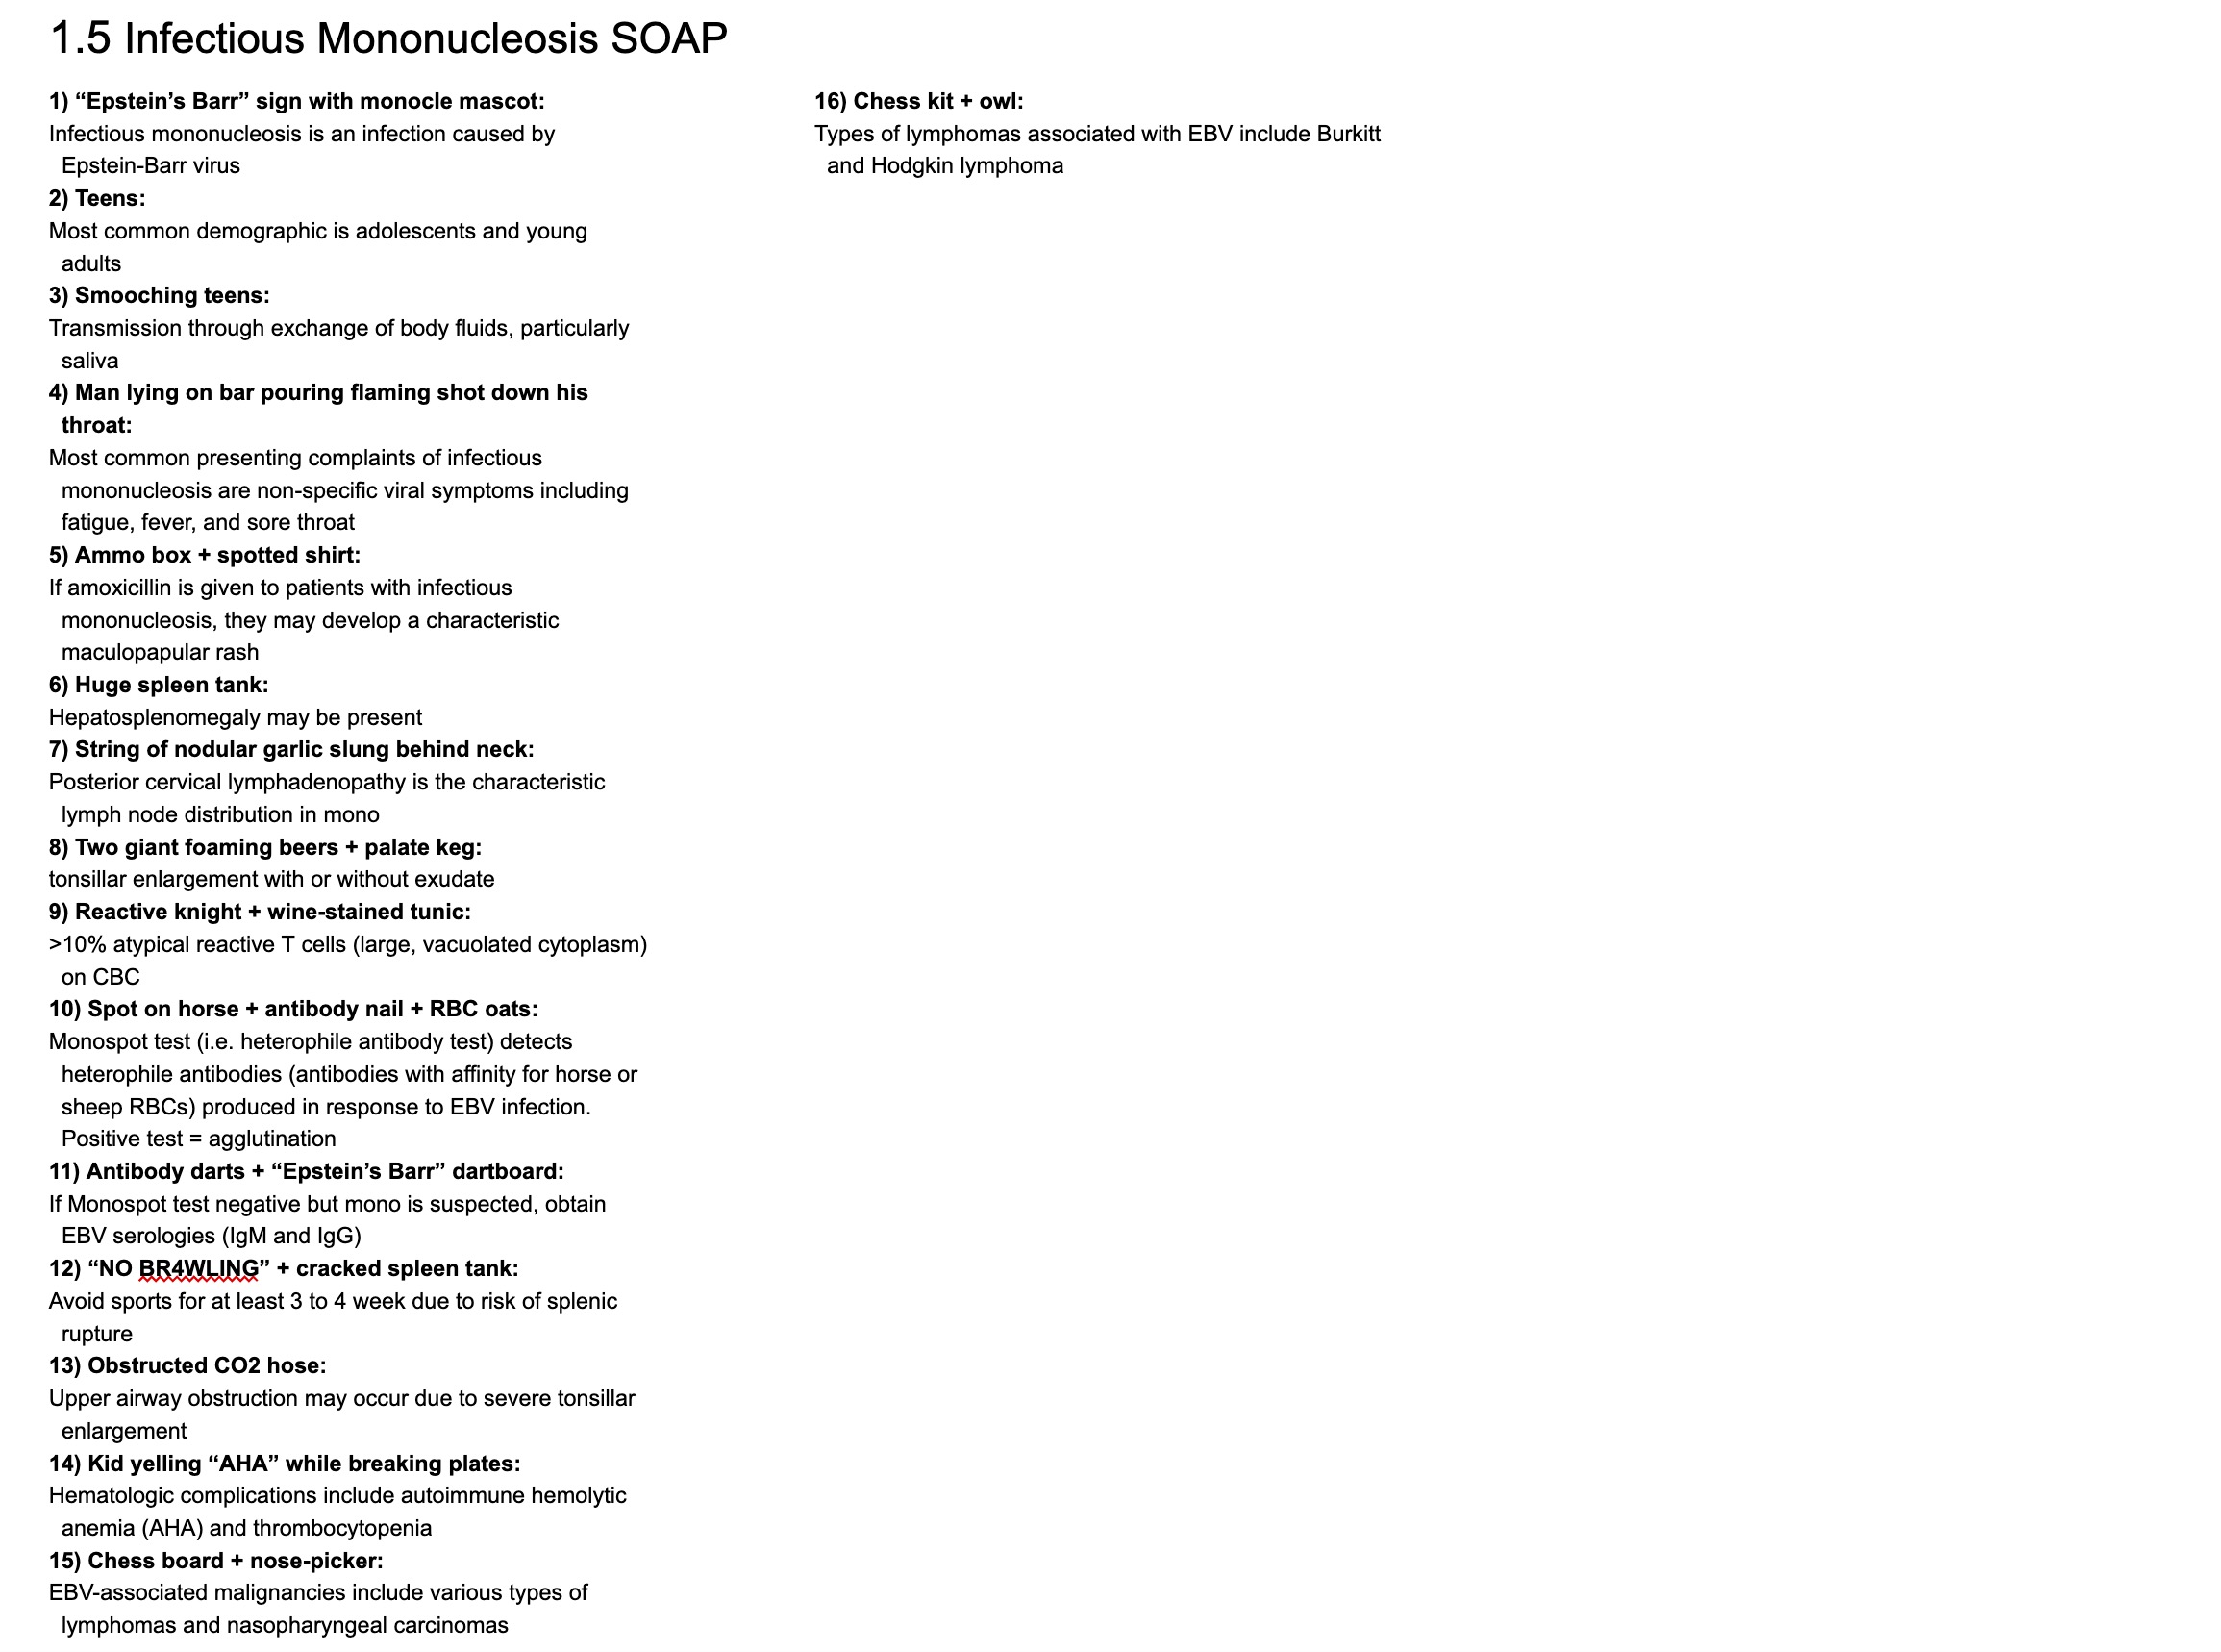 1.5 Infectious Mononucleosis SOAP
1) “Epstein’s Barr” sign with monocle mascot:
Infectious mononucleosis is an infection caused by
Epstein-Barr virus
2) Teens:
Most common demographic is adolescents and young
adults
3) Smooching teens:
Transmission through exchange of body fluids, particularly
saliva
4) Man lying on bar pouring flaming shot down his
throat:
Most common presenting complaints of infectious
mononucleosis are non-specific viral symptoms including
fatigue, fever, and sore throat
5) Ammo box + spotted shirt:
If amoxicillin is given to patients with infectious
mononucleosis, they may develop a characteristic
maculopapular rash
6) Huge spleen tank:
Hepatosplenomegaly may be present
7) String of nodular garlic slung behind neck:
Posterior cervical lymphadenopathy is the characteristic
lymph node distribution in mono
8) Two giant foaming beers + palate keg:
tonsillar enlargement with or without exudate
9) Reactive knight + wine-stained tunic:
>10% atypical reactive T cells (large, vacuolated cytoplasm)
on CBC
10) Spot on horse + antibody nail + RBC oats:
Monospot test (i.e. heterophile antibody test) detects
heterophile antibodies (antibodies with affinity for horse or
sheep RBCs) produced in response to EBV infection.
Positive test = agglutination
11) Antibody darts + “Epstein’s Barr” dartboard:
If Monospot test negative but mono is suspected, obtain
EBV serologies (IgM and IgG)
12) “NO BR4WLING” + cracked spleen tank:
Avoid sports for at least 3 to 4 week due to risk of splenic
rupture
13) Obstructed CO2 hose:
Upper airway obstruction may occur due to severe tonsillar
enlargement
14) Kid yelling “AHA” while breaking plates:
Hematologic complications include autoimmune hemolytic
anemia (AHA) and thrombocytopenia
15) Chess board + nose-picker:
EBV-associated malignancies include various types of
lymphomas and nasopharyngeal carcinomas
16) Chess kit + owl:
Types of lymphomas associated with EBV include Burkitt
and Hodgkin lymphoma